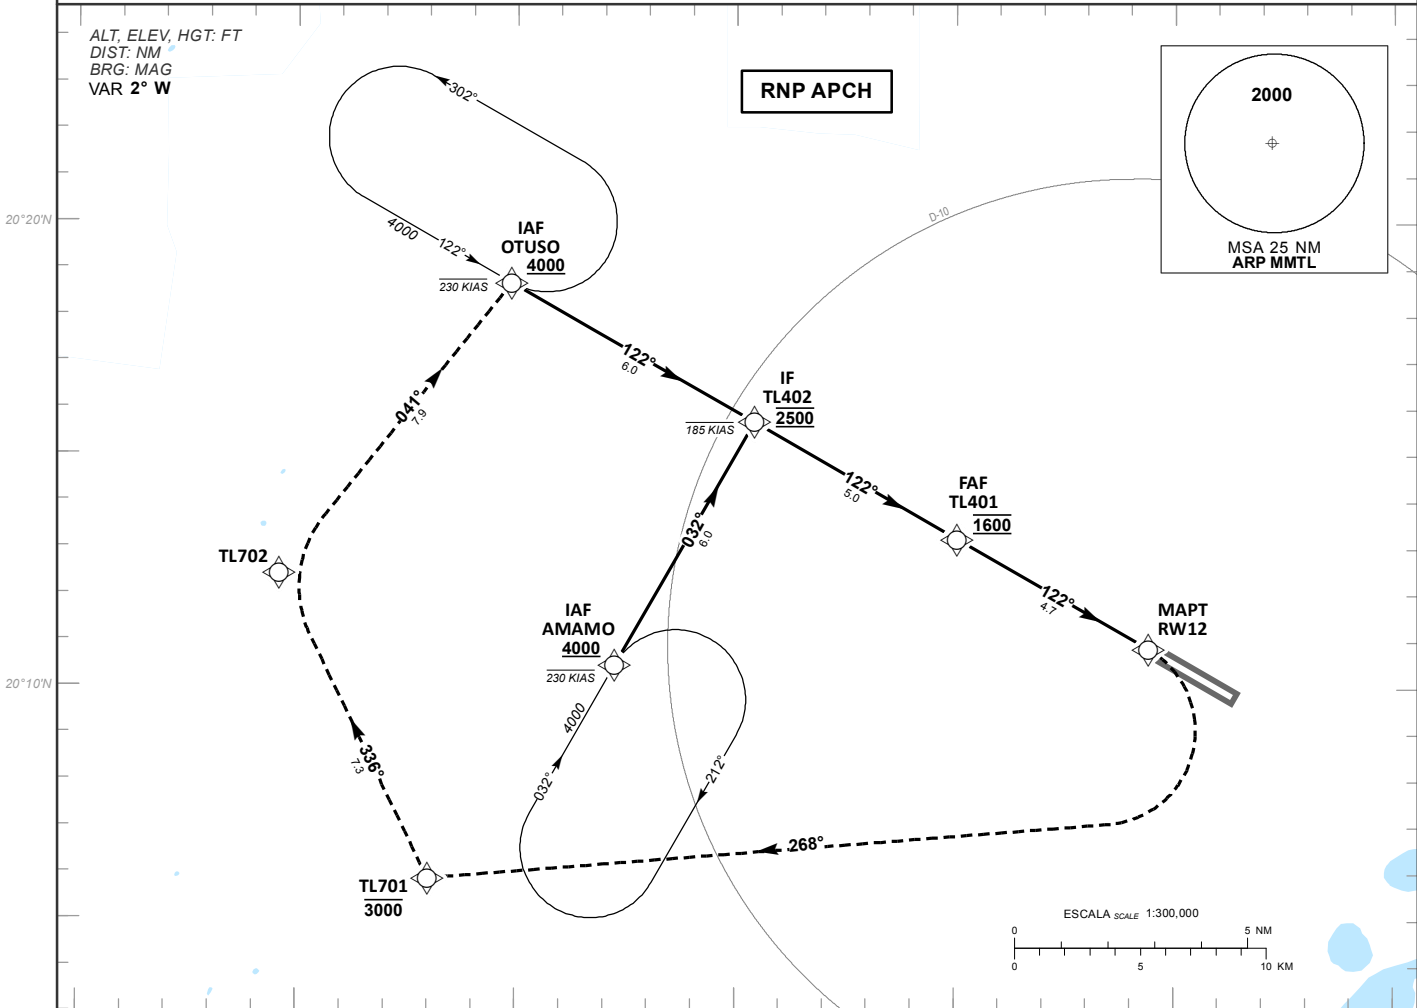 ALT, ELEV, HGT: FT
DIST: NM
BRG: MAG
VAR 2° W
RNP APCH
2000
MSA 25 NM
ARP MMTL
302°
4000
122°
20°20'N
D-10
IAF
OTUSO
4000
230 KIAS
122°
6.0
IF
TL402
2500
185 KIAS
041°
7.9
122°
5.0
FAF
TL401
1600
032°
6.0
TL702
122°
4.7
MAPT
RW12
IAF
AMAMO
4000
230 KIAS
20°10'N
4000
032°
212°
336°
7.3
268°
TL701
3000
ESCALA SCALE 1:300,000
0 5 NM
0 5 10 KM